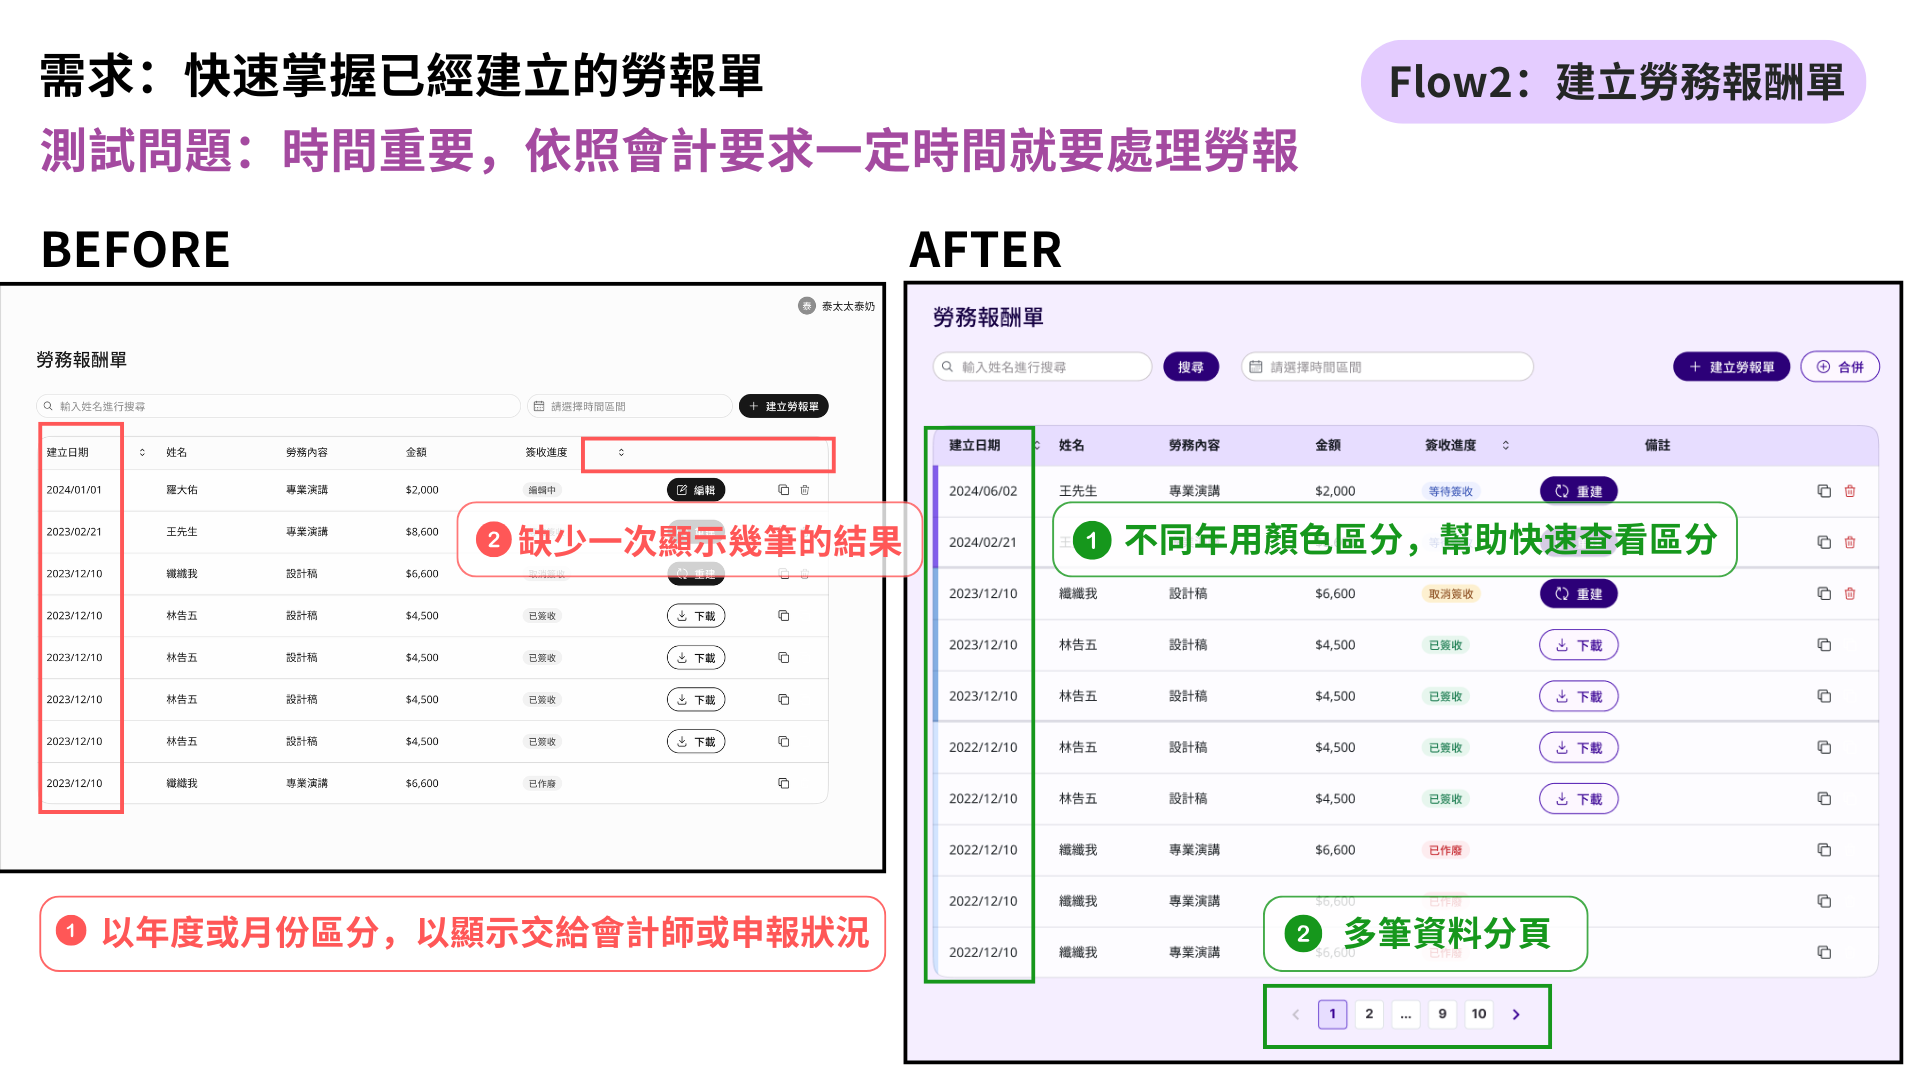 需求：快速掌握已經建立的勞報單
Flow2：建立勞務報酬單
測試問題：時間重要，依照會計要求一定時間就要處理勞報
BEFORE
泰 泰太太泰奶
勞務報酬單
輸入姓名進行搜尋 請選擇時間區間 + 建立勞報單
建立日期 姓名 勞務內容 金額 簽收進度
2024/01/01 羅大佑 專業演講 $2,000 編輯中 編輯
2023/02/21 王先生 專業演講 $8,600
2 缺少一次顯示幾筆的結果
2023/12/10 纖纖我 設計稿 $6,600 取消簽收 重建
2023/12/10 林告五 設計稿 $4,500 已簽收 下載
2023/12/10 林告五 設計稿 $4,500 已簽收 下載
2023/12/10 林告五 設計稿 $4,500 已簽收 下載
2023/12/10 林告五 設計稿 $4,500 已簽收 下載
2023/12/10 纖纖我 專業演講 $6,600 已作廢
1 以年度或月份區分，以顯示交給會計師或申報狀況
AFTER
勞務報酬單
輸入姓名進行搜尋 搜尋 請選擇時間區間 + 建立勞報單 合併
建立日期 姓名 勞務內容 金額 簽收進度 備註
2024/06/02 王先生 專業演講 $2,000 等待簽收 重建
2024/02/21
1 不同年用顏色區分，幫助快速查看區分
2023/12/10 纖纖我 設計稿 $6,600 取消簽收 重建
2023/12/10 林告五 設計稿 $4,500 已簽收 下載
2023/12/10 林告五 設計稿 $4,500 已簽收 下載
2022/12/10 林告五 設計稿 $4,500 已簽收 下載
2022/12/10 林告五 設計稿 $4,500 已簽收 下載
2022/12/10 纖纖我 專業演講 $6,600 已作廢
2022/12/10 纖纖我 專業演講 $6,600 已作廢
2 多筆資料分頁
2022/12/10 纖纖我 專業演講 $6,600 已作廢
1 2 ... 9 10